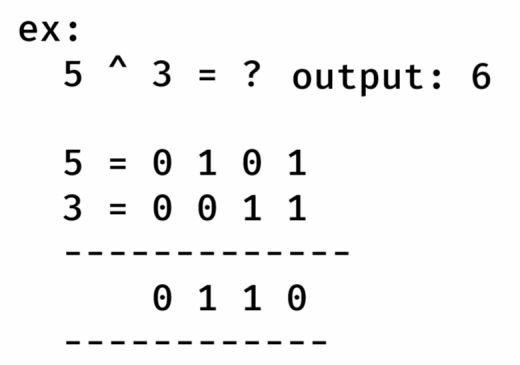 ex:
5 ^ 3 = ? output: 6
5 = 0 1 0 1
3 = 0 0 1 1
-------------
0 1 1 0
------------